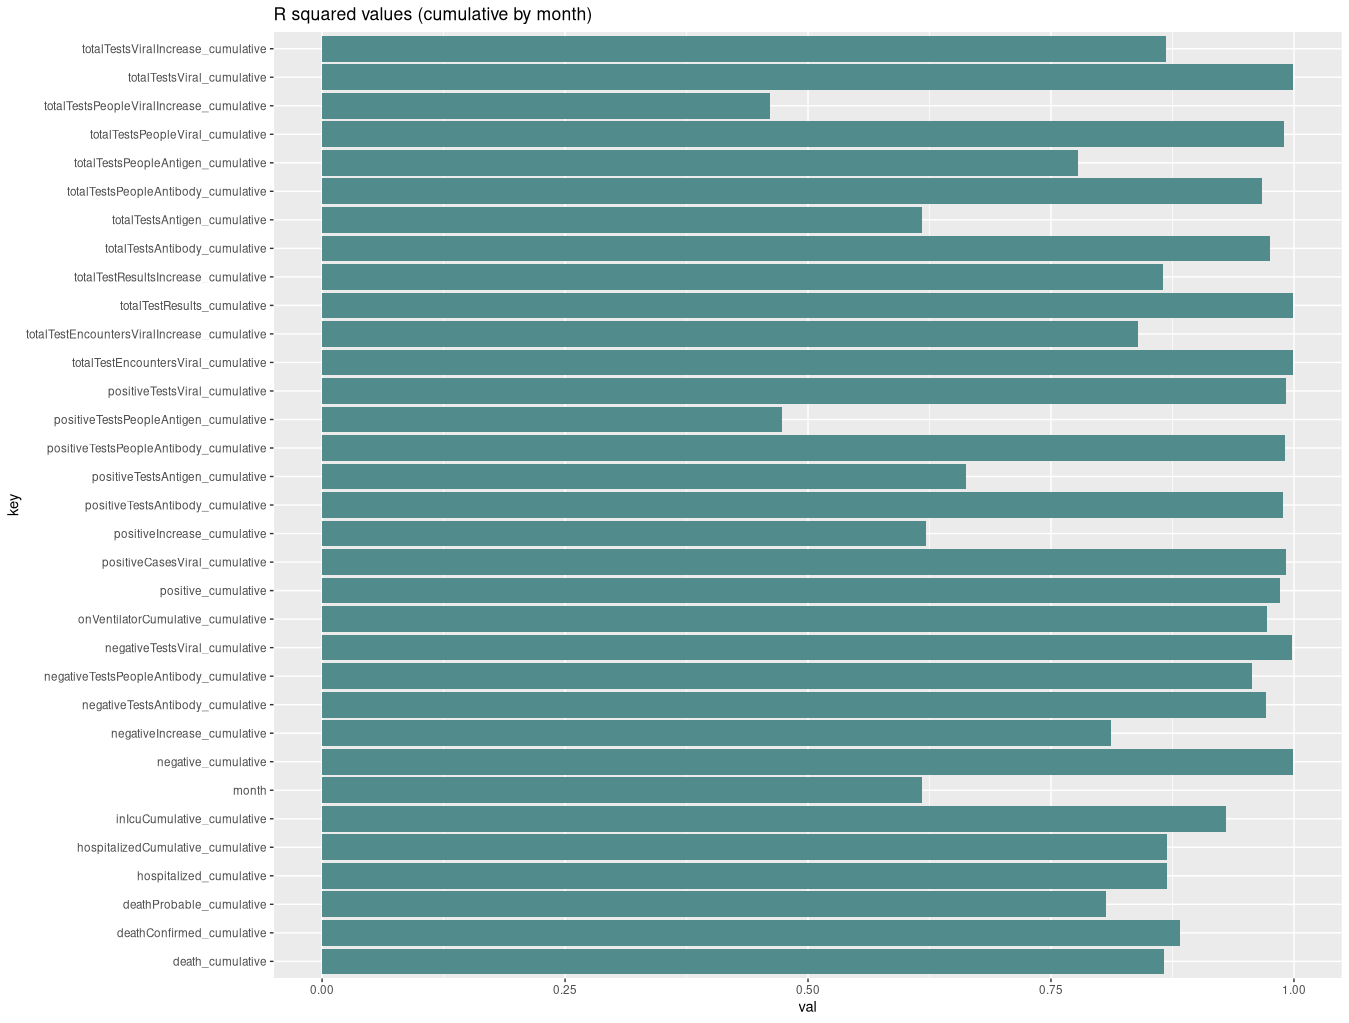 R squared values (cumulative by month)
totalTestsViralIncrease_cumulative
totalTestsViral_cumulative
totalTestsPeopleViralIncrease_cumulative
totalTestsPeopleViral_cumulative
totalTestsPeopleAntigen_cumulative
totalTestsPeopleAntibody_cumulative
totalTestsAntigen_cumulative
totalTestsAntibody_cumulative
totalTestResultsIncrease_cumulative
totalTestResults_cumulative
totalTestEncountersViralIncrease_cumulative
totalTestEncountersViral_cumulative
positiveTestsViral_cumulative
positiveTestsPeopleAntigen_cumulative
positiveTestsPeopleAntibody_cumulative
positiveTestsAntigen_cumulative
positiveTestsAntibody_cumulative
positiveIncrease_cumulative
positiveCasesViral_cumulative
positive_cumulative
onVentilatorCumulative_cumulative
negativeTestsViral_cumulative
negativeTestsPeopleAntibody_cumulative
negativeTestsAntibody_cumulative
negativeIncrease_cumulative
negative_cumulative
month
inIcuCumulative_cumulative
hospitalizedCumulative_cumulative
hospitalized_cumulative
deathProbable_cumulative
deathConfirmed_cumulative
death_cumulative
key
0.00 0.25 0.50 0.75 1.00
val